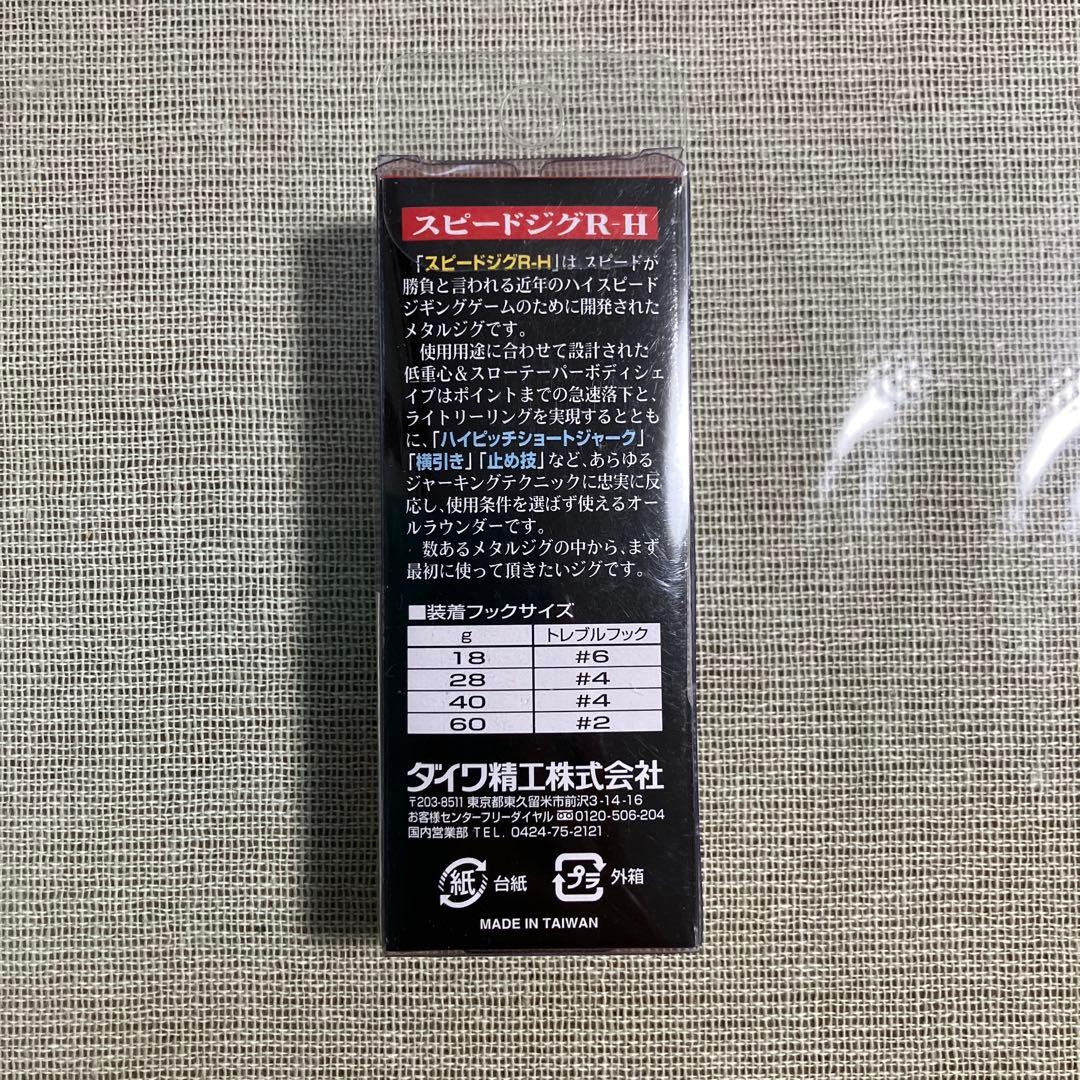 スピードジグR-H
「スピードジグR-H」は、スピードが
勝負と言われる近年のハイスピード
ジギングゲームのために開発された
メタルジグです。
使用用途に合わせて設計された
低重心&スローテーパーボディシェ
イプはポイントまでの急速落下と、
ライトリーリングを実現するととも
に、「ハイピッチショートジャーク」
「横引き」「止め技」など、あらゆる
ジャーキングテクニックに忠実に反
応し、使用条件を選ばず使えるオー
ルラウンダーです。
数あるメタルジグの中から、まず
最初に使って頂きたいジグです。
■装着フックサイズ
g トレブルフック
18 #6
28 #4
40 #4
60 #2
ダイワ精工株式会社
〒203-8511 東京都東久留米市前沢3-14-16
お客様センターフリーダイヤル 0120-506-204
国内営業部 TEL. 0424-75-2121
紙 台紙 プラ 外箱
MADE IN TAIWAN